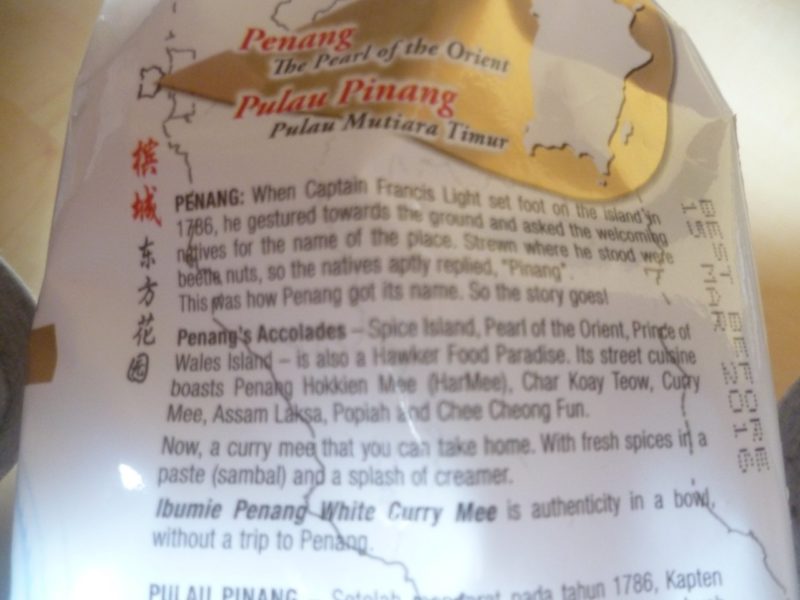 Penang
The Pearl of the Orient
Pulau Pinang
Pulau Mutiara Timur
槟城 东方花园
PENANG: When Captain Francis Light set foot on the island in
1786, he gestured towards the ground and asked the welcoming
natives for the name of the place. Strewn where he stood were
beetle nuts, so the natives aptly replied, "Pinang".
This was how Penang got its name. So the story goes!
Penang's Accolades – Spice Island, Pearl of the Orient, Prince of
Wales Island – is also a Hawker Food Paradise. Its street cuisine
boasts Penang Hokkien Mee (HarMee), Char Koay Teow, Curry
Mee, Assam Laksa, Popiah and Chee Cheong Fun.
Now, a curry mee that you can take home. With fresh spices in a
paste (sambal) and a splash of creamer.
Ibumie Penang White Curry Mee is authenticity in a bowl,
without a trip to Penang.
PULAU PINANG – Setelah mendarat pada tahun 1786, Kapten
BEST BEFORE
15 MAR 2016